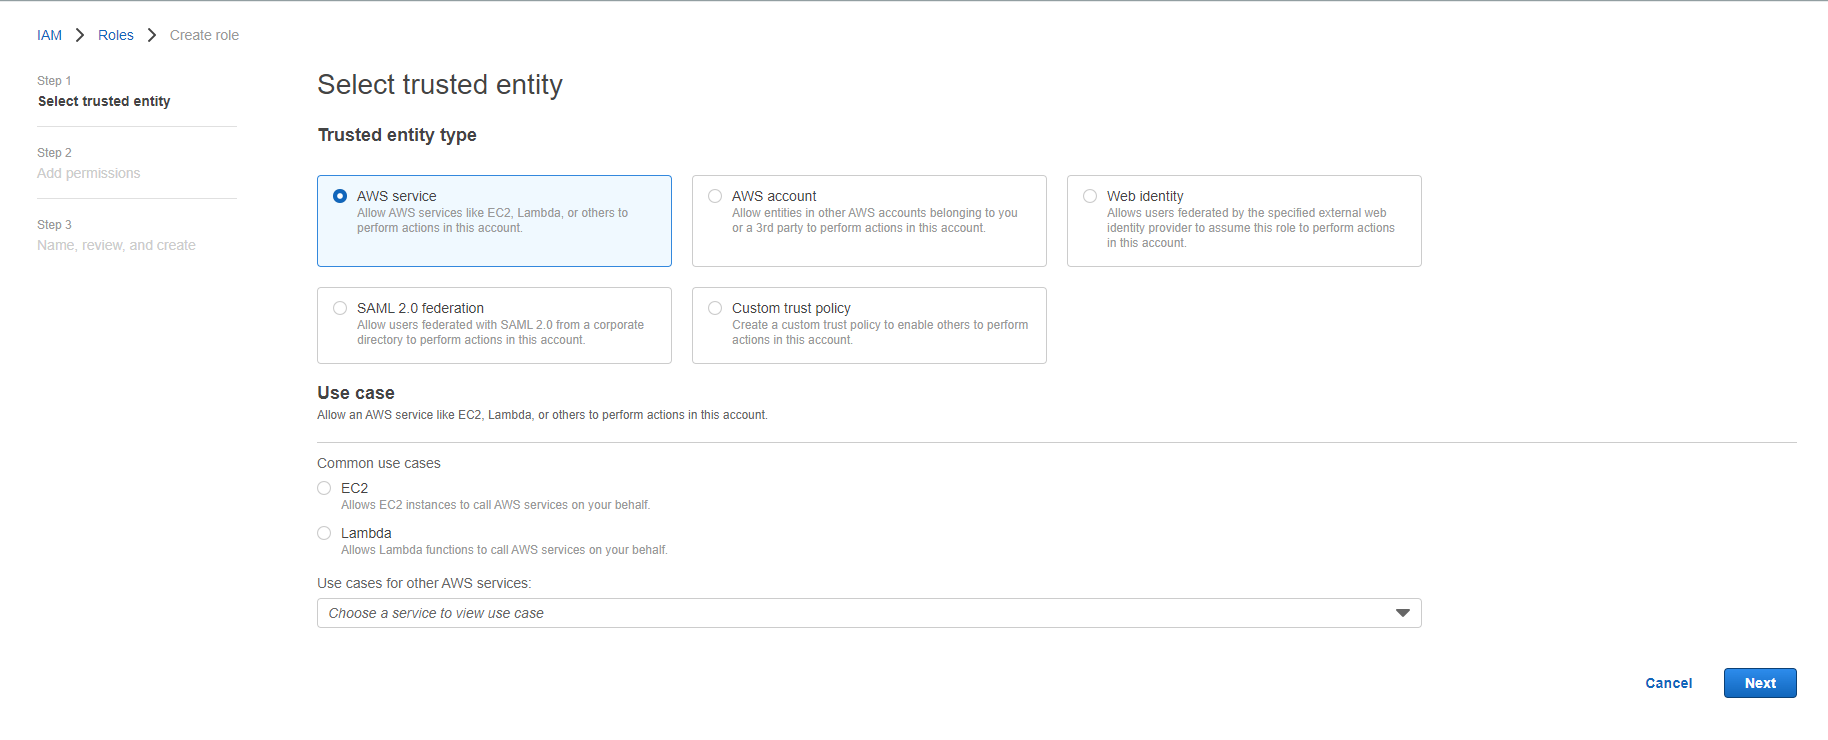 IAM > Roles > Create role
Step 1
Select trusted entity
Step 2
Add permissions
Step 3
Name, review, and create
Select trusted entity
Trusted entity type
AWS service
Allow AWS services like EC2, Lambda, or others to
perform actions in this account.
AWS account
Allow entities in other AWS accounts belonging to you
or a 3rd party to perform actions in this account.
Web identity
Allows users federated by the specified external web
identity provider to assume this role to perform actions
in this account.
SAML 2.0 federation
Allow users federated with SAML 2.0 from a corporate
directory to perform actions in this account.
Custom trust policy
Create a custom trust policy to enable others to perform
actions in this account.
Use case
Allow an AWS service like EC2, Lambda, or others to perform actions in this account.
Common use cases
EC2
Allows EC2 instances to call AWS services on your behalf.
Lambda
Allows Lambda functions to call AWS services on your behalf.
Use cases for other AWS services:
Choose a service to view use case
Cancel
Next